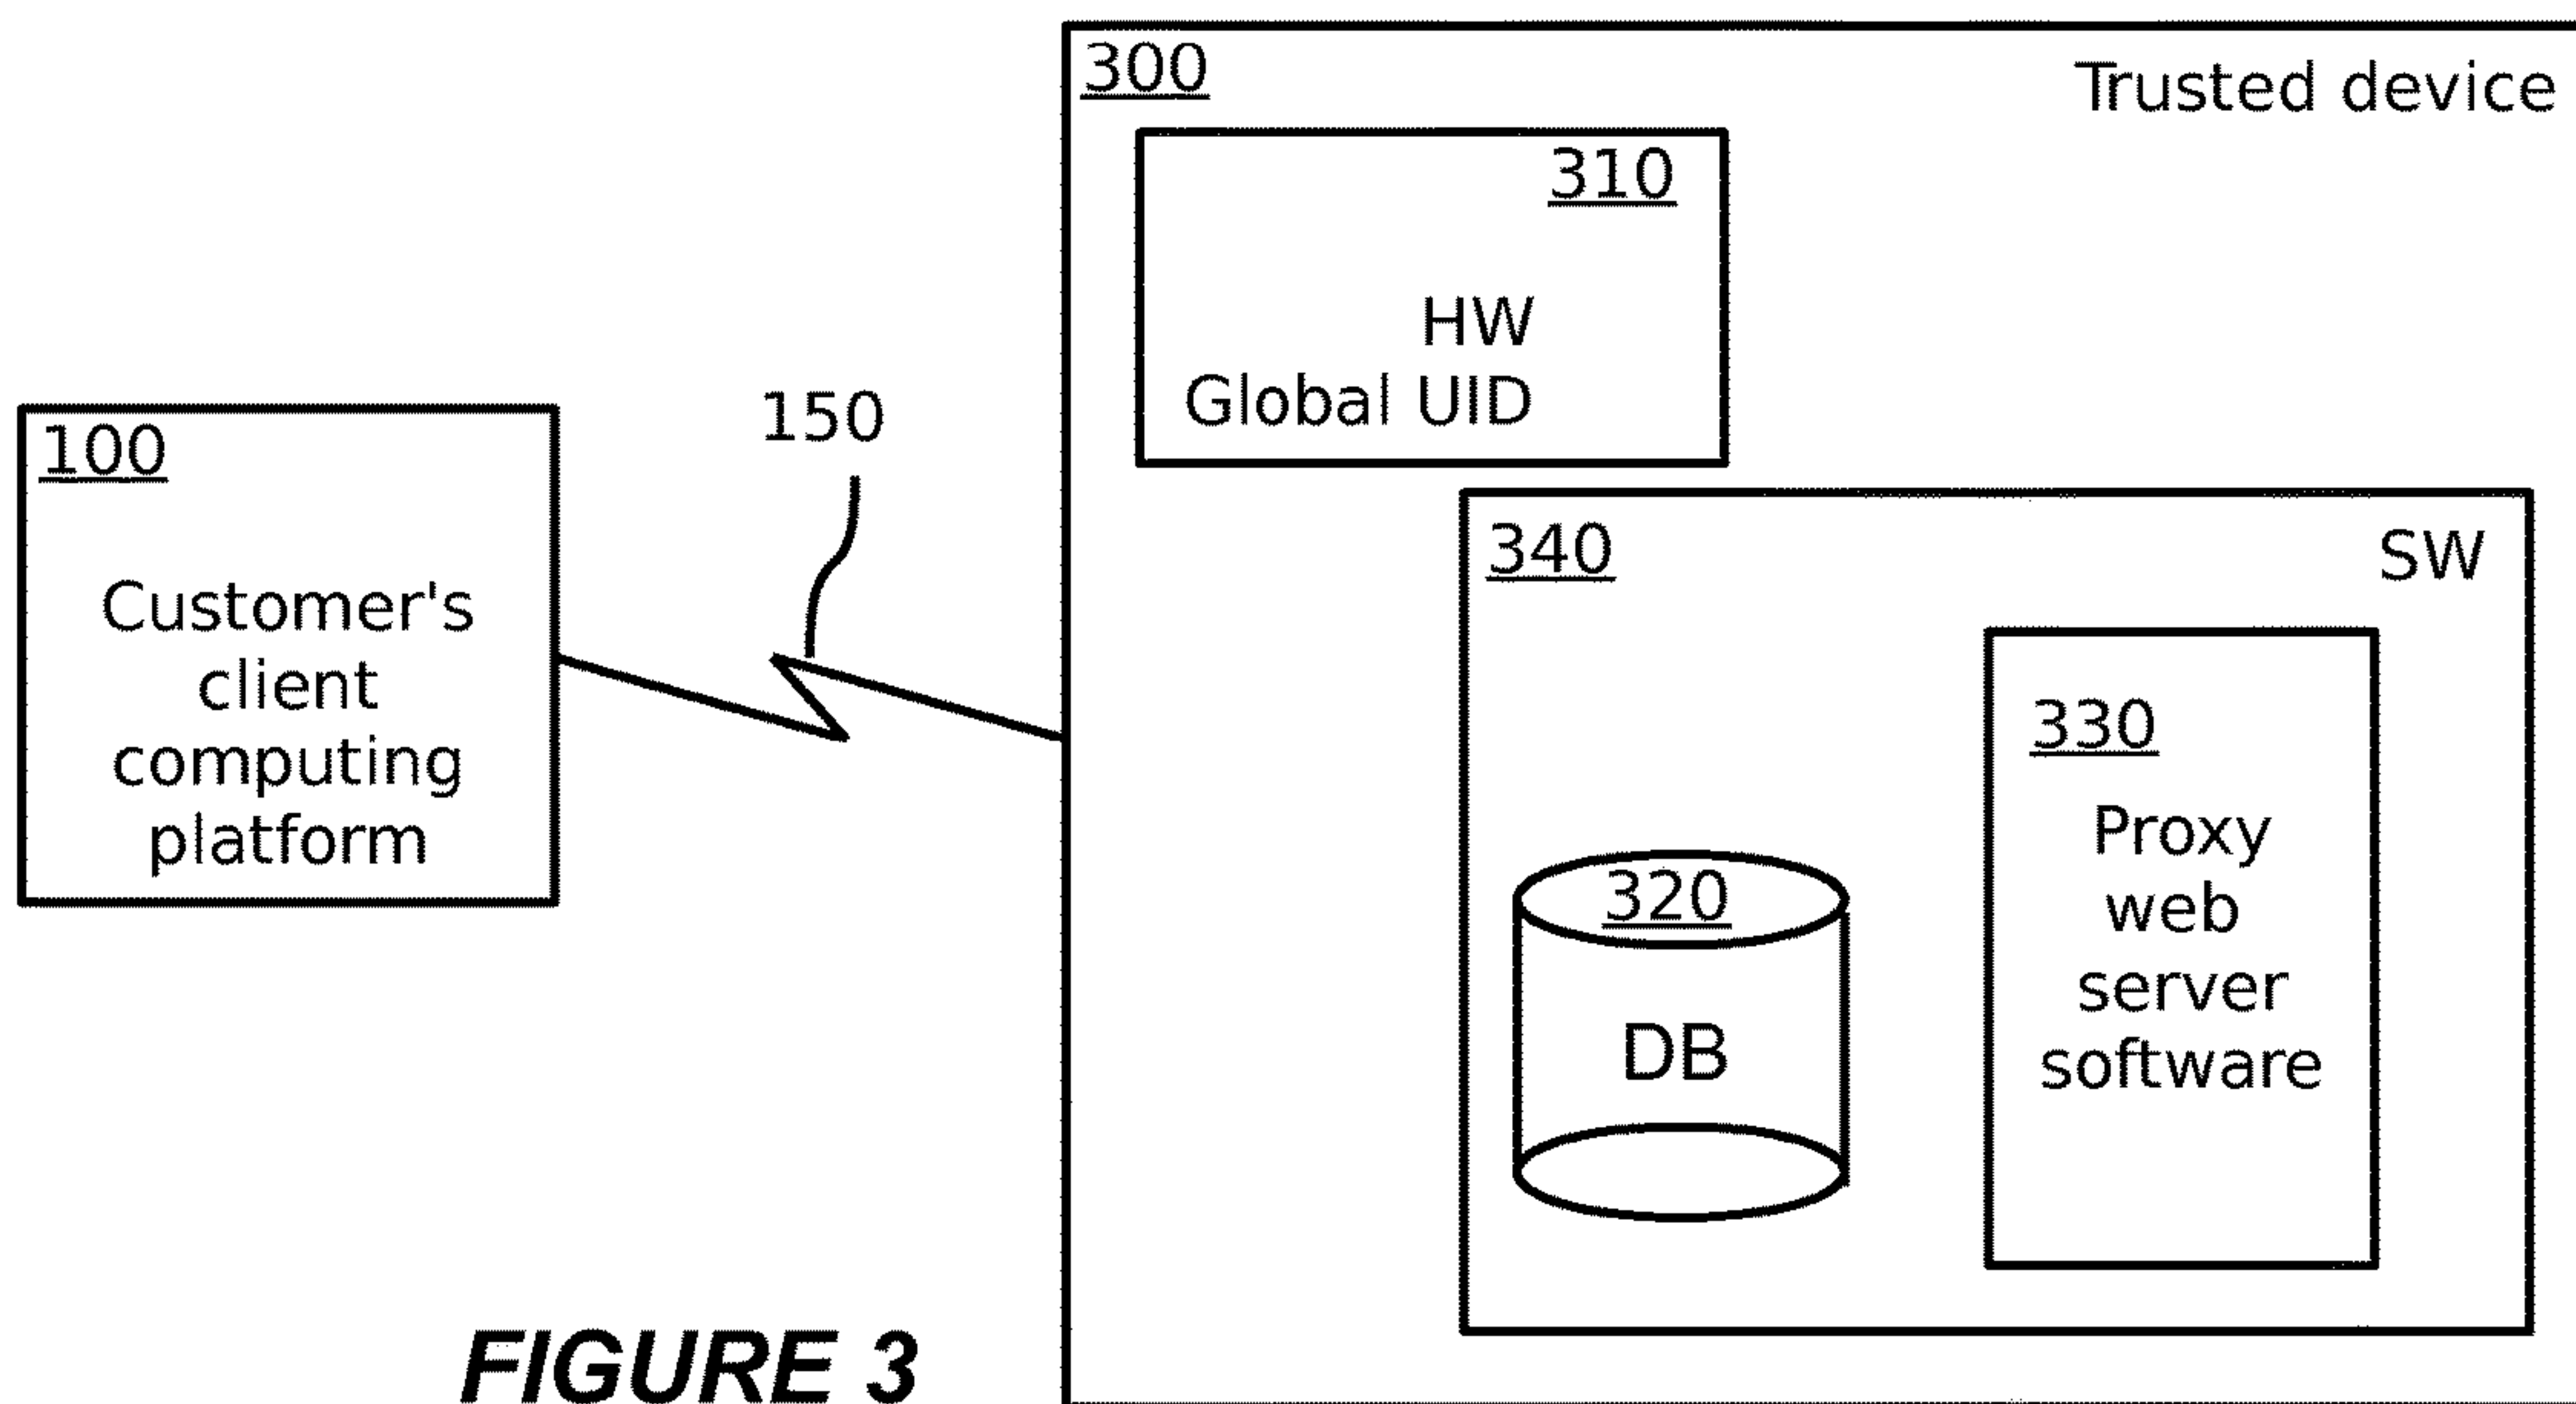 300
Trusted device
310
HW
Global UID
100
Customer's
client
computing
platform
150
340
SW
330
Proxy
web
server
software
320
DB
FIGURE 3